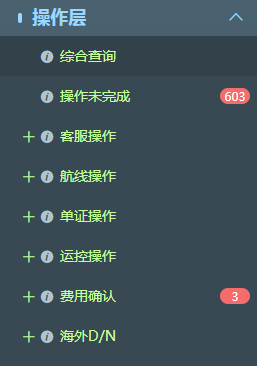 操作层
综合查询
操作未完成 603
客服操作
航线操作
单证操作
运控操作
费用确认 3
海外D/N